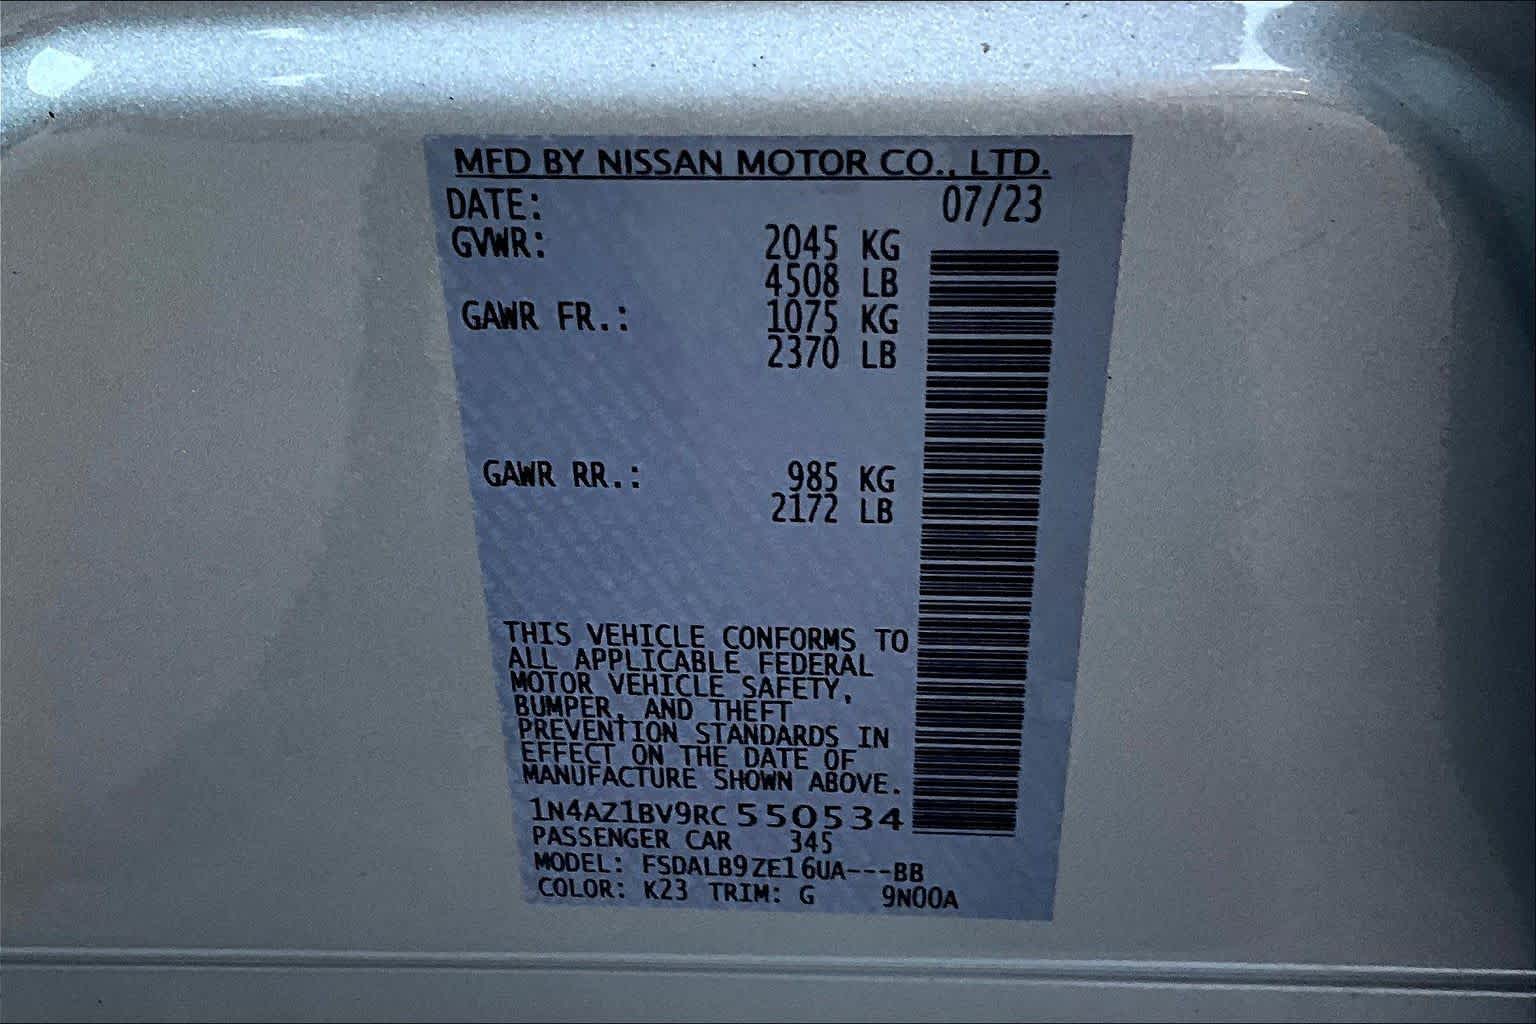 MFD BY NISSAN MOTOR CO., LTD.
DATE: 07/23
GVWR: 2045 KG
4508 LB
GAWR FR.: 1075 KG
2370 LB
GAWR RR.: 985 KG
2172 LB
THIS VEHICLE CONFORMS TO
ALL APPLICABLE FEDERAL
MOTOR VEHICLE SAFETY,
BUMPER, AND THEFT
PREVENTION STANDARDS IN
EFFECT ON THE DATE OF
MANUFACTURE SHOWN ABOVE.
1N4AZ1BV9RC550534
PASSENGER CAR 345
MODEL: FSDALB9ZE16UA---BB
COLOR: K23 TRIM: G 9N00A